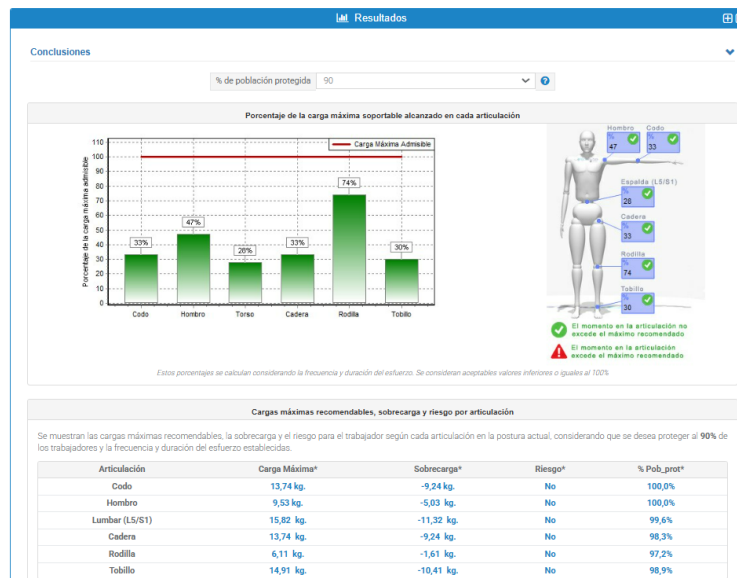 Resultados
Conclusiones
% de población protegida 90
Porcentaje de la carga máxima soportable alcanzado en cada articulación
Porcentaje de la carga máxima admisible
110
100
90
80
70
60
50
40
30
20
10
0
Carga Máxima Admisible
33% 47% 28% 33% 74% 30%
Codo Hombro Torso Cadera Rodilla Tobillo
Hombro Codo
% 47 % 33
Espalda (L5/S1)
% 28
Cadera
% 33
Rodilla
% 74
Tobilla
% 30
El momento en la articulación no
excede el máximo recomendado
El momento en la articulación
excede el máximo recomendado
Estos porcentajes se calculan considerando la frecuencia y duración del esfuerzo. Se consideran aceptables valores inferiores o iguales al 100%
Cargas máximas recomendables, sobrecarga y riesgo por articulación
Se muestran las cargas máximas recomendables, la sobrecarga y el riesgo para el trabajador según cada articulación en la postura actual, considerando que se desea proteger al 90% de
los trabajadores y la frecuencia y duración del esfuerzo establecidas.
Articulación Carga Máxima* Sobrecarga* Riesgo* % Pob_prot*
Codo 13,74 kg. -9,24 kg. No 100,0%
Hombro 9,53 kg. -5,03 kg. No 100,0%
Lumbar (L5/S1) 15,82 kg. -11,32 kg. No 99,6%
Cadera 13,74 kg. -9,24 kg. No 98,3%
Rodilla 6,11 kg. -1,61 kg. No 97,2%
Tobillo 14,91 kg. -10,41 kg. No 98,9%